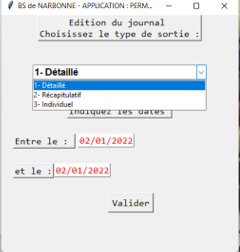 BS de NARBONNE - APPLICATION : PERM...
Edition du journal
Choisissez le type de sortie :
1- Détaillé
1- Détaillé
2- Récapitulatif
3- Individuel
Indiquez les dates
Entre le : 02/01/2022
et le : 02/01/2022
Valider